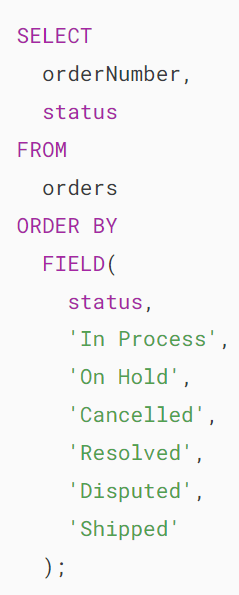 SELECT
  orderNumber,
  status
FROM
  orders
ORDER BY
  FIELD(
    status,
    'In Process',
    'On Hold',
    'Cancelled',
    'Resolved',
    'Disputed',
    'Shipped'
  );